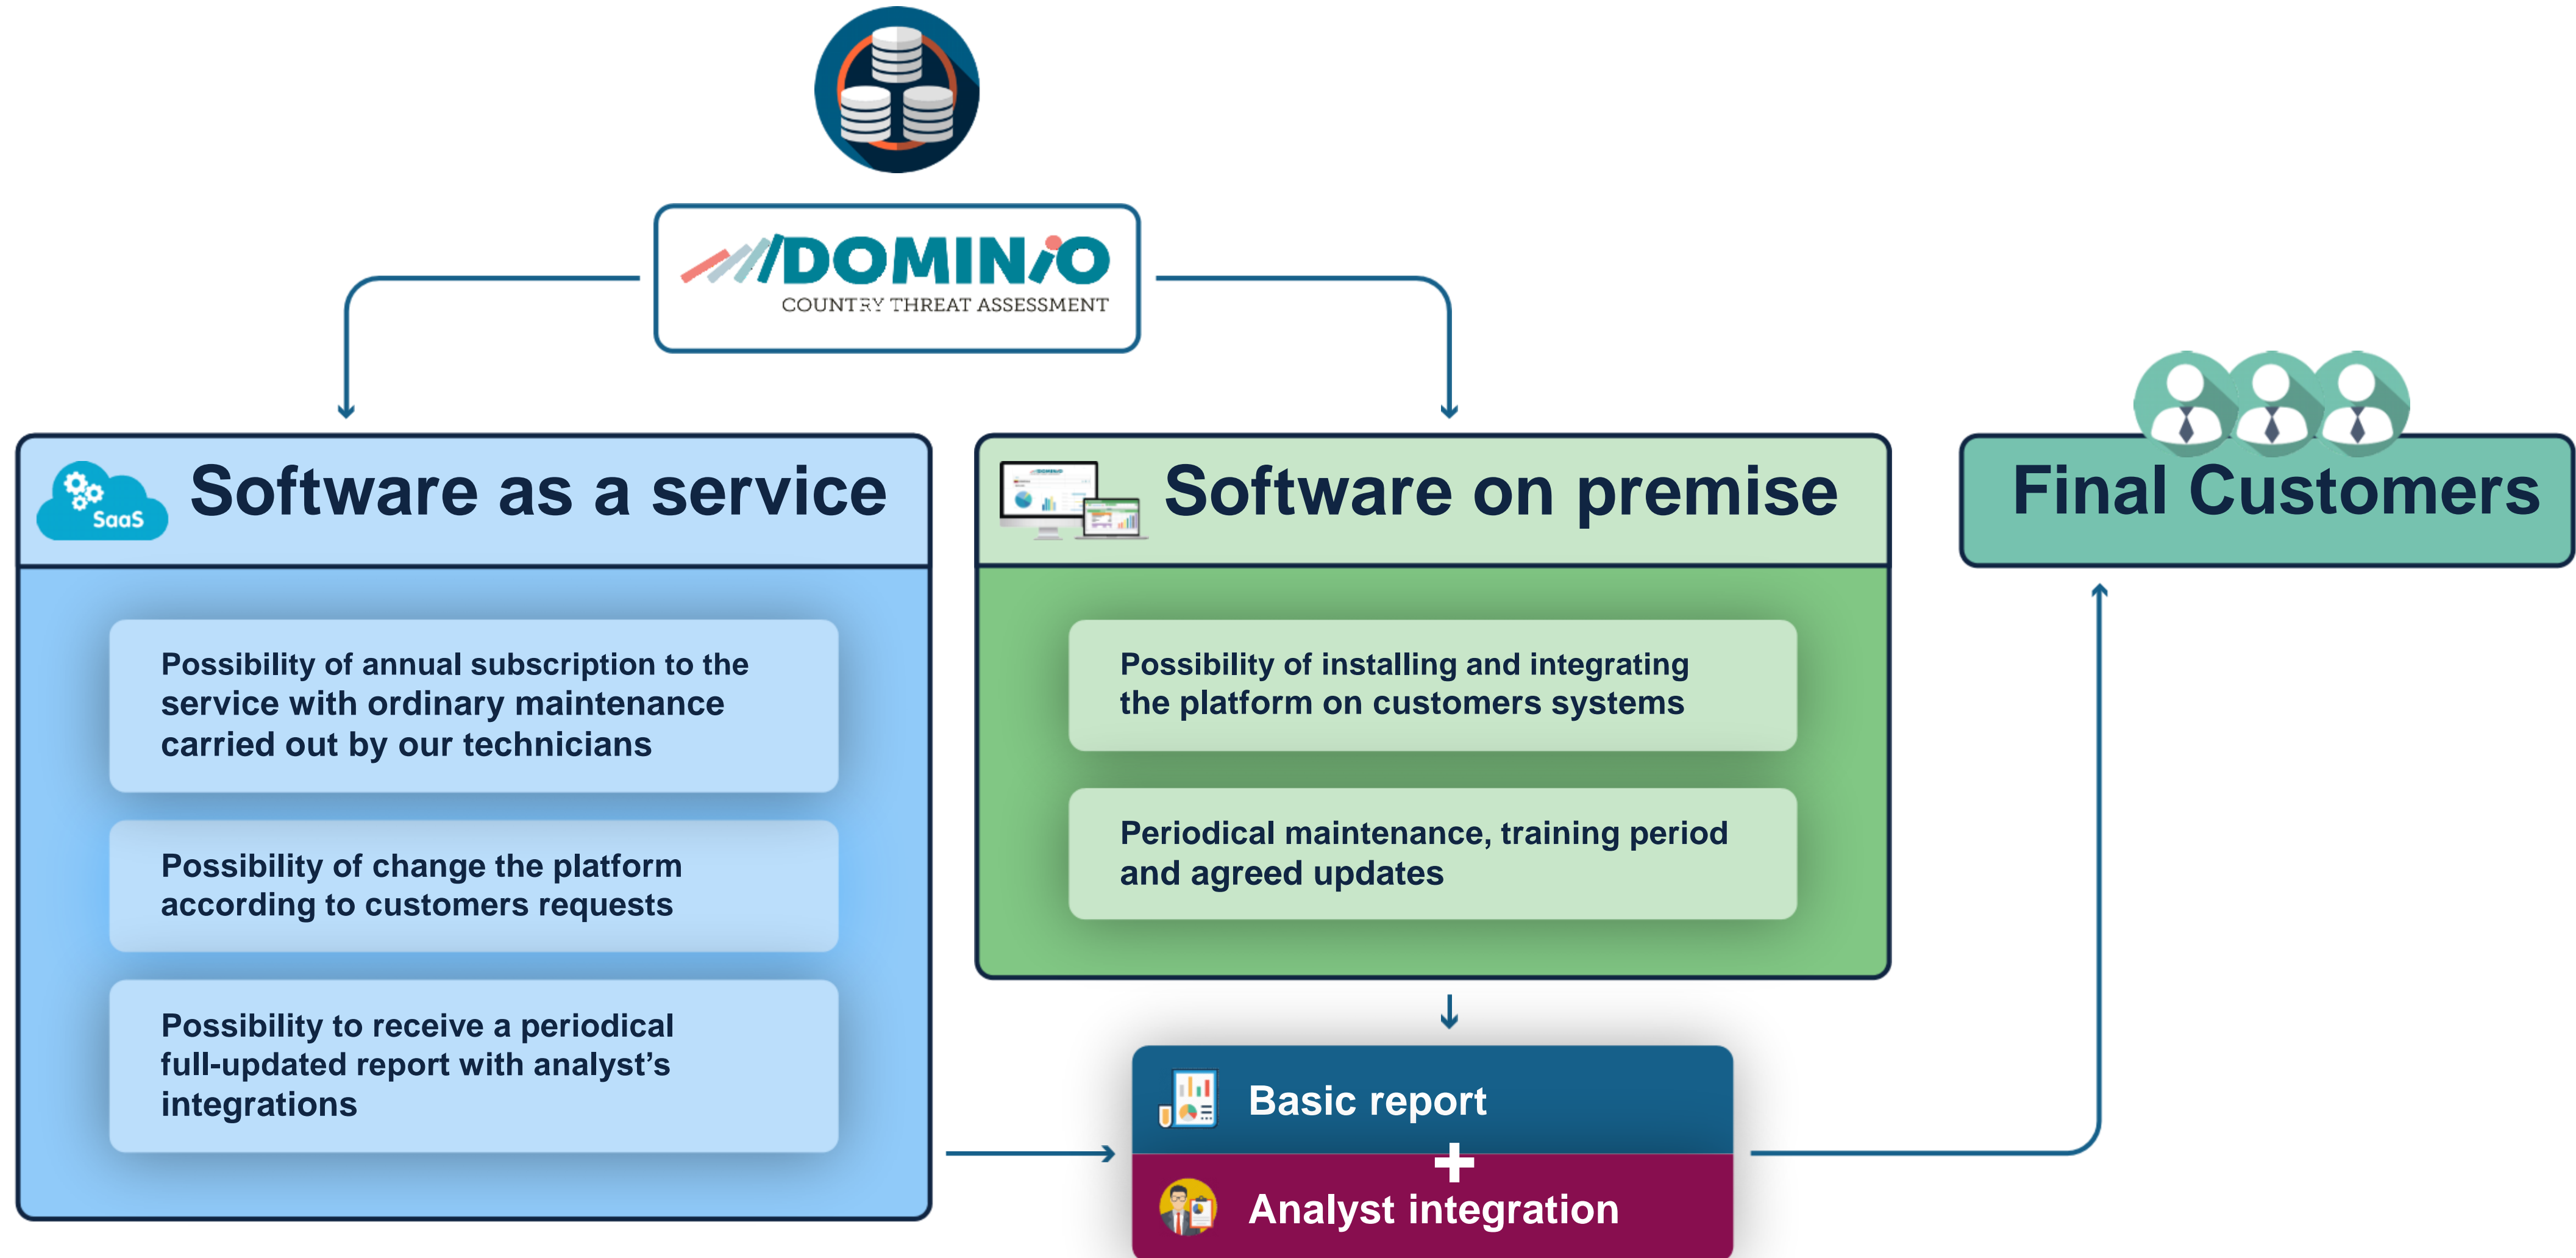 DOMINiO
COUNTRY THREAT ASSESSMENT
SaaS
Software as a service
Possibility of annual subscription to the
service with ordinary maintenance
carried out by our technicians
Possibility of change the platform
according to customers requests
Possibility to receive a periodical
full-updated report with analyst’s
integrations
Software on premise
Possibility of installing and integrating
the platform on customers systems
Periodical maintenance, training period
and agreed updates
Basic report
+
Analyst integration
Final Customers